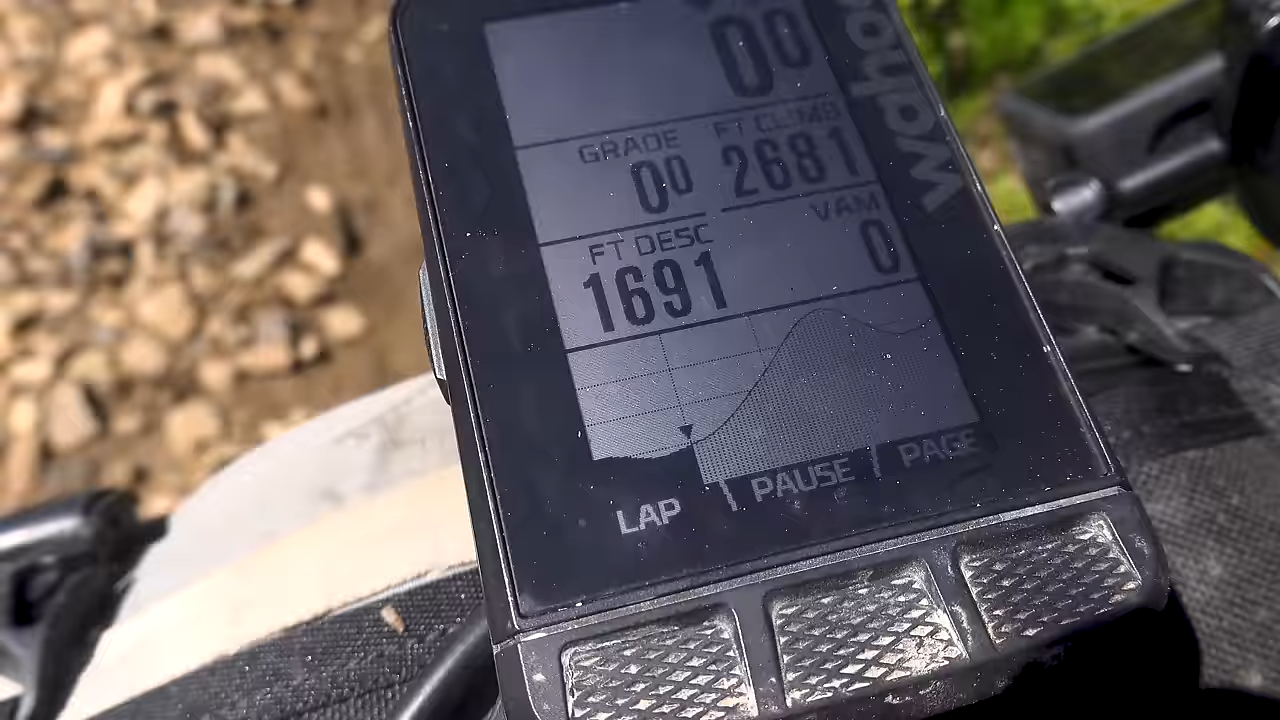 0⁰
GRADE
0⁰
FT CLIMB
2681
FT DESC
1691
VAM
0
LAP PAUSE PAGE
wahoo